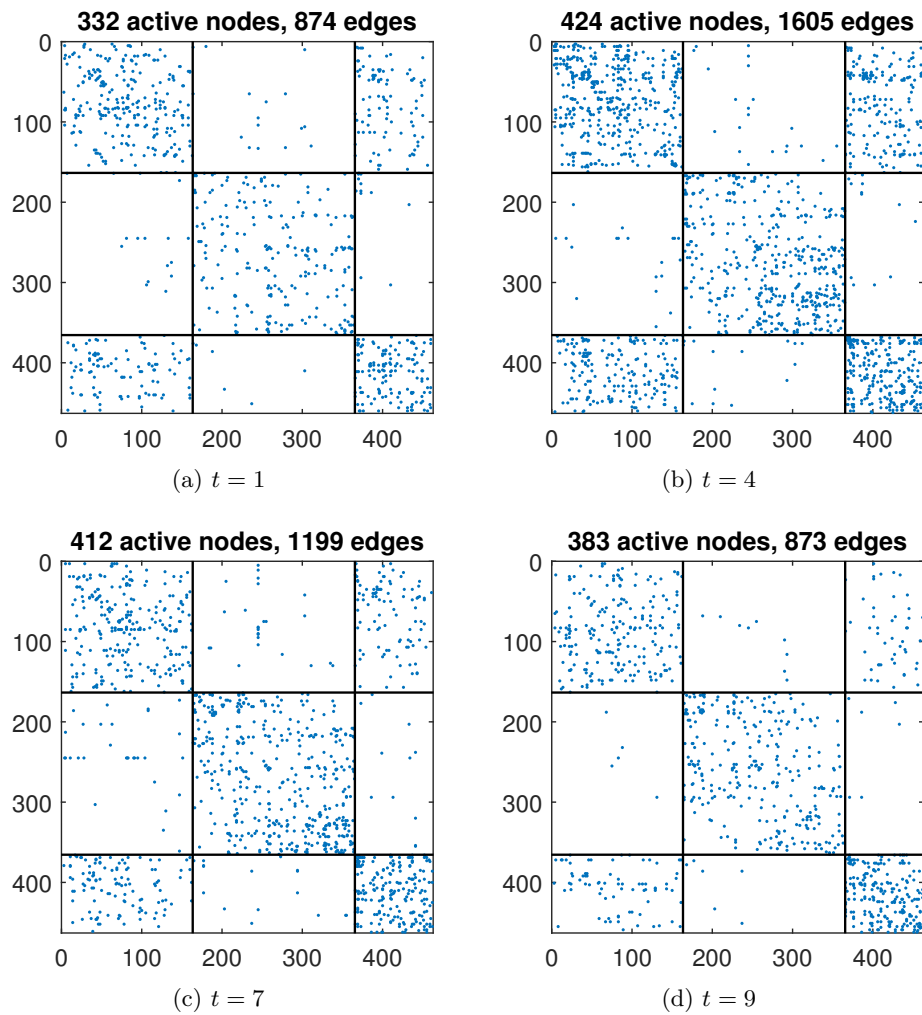 332 active nodes, 874 edges
0
100
200
300
400
0 100 200 300 400
(a) t = 1
424 active nodes, 1605 edges
0
100
200
300
400
0 100 200 300 400
(b) t = 4
412 active nodes, 1199 edges
0
100
200
300
400
0 100 200 300 400
(c) t = 7
383 active nodes, 873 edges
0
100
200
300
400
0 100 200 300 400
(d) t = 9